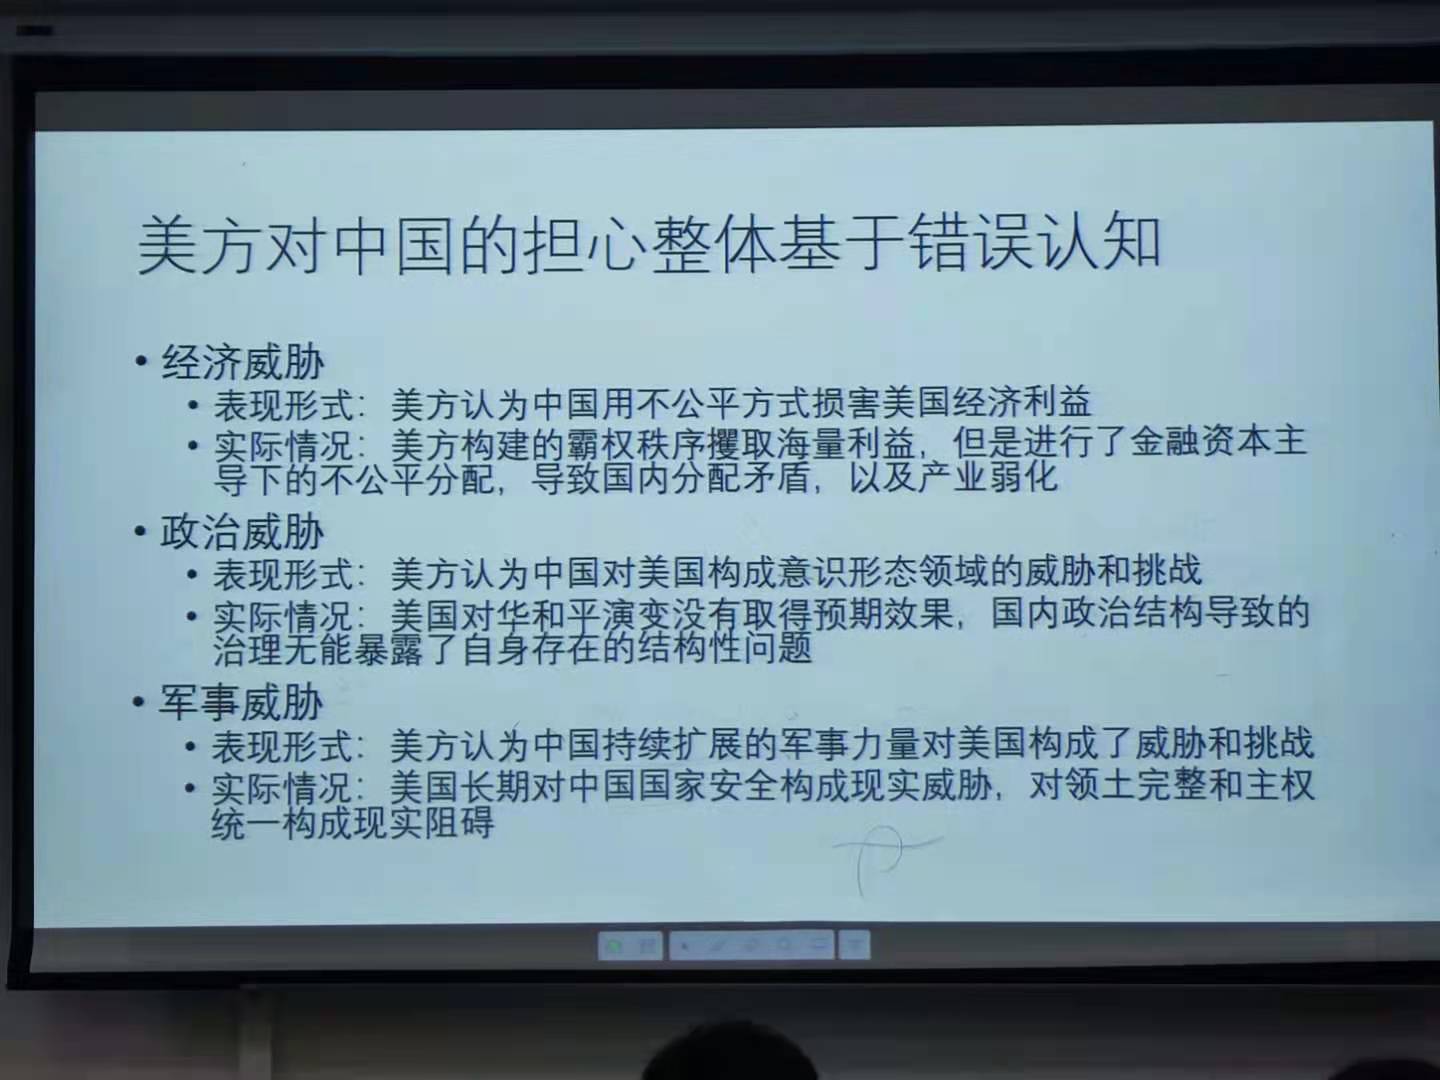 美方对中国的担心整体基于错误认知
• 经济威胁
• 表现形式：美方认为中国用不公平方式损害美国经济利益
• 实际情况：美方构建的霸权秩序攫取海量利益，但是进行了金融资本主
导下的不公平分配，导致国内分配矛盾，以及产业弱化
• 政治威胁
• 表现形式：美方认为中国对美国构成意识形态领域的威胁和挑战
• 实际情况：美国对华和平演变没有取得预期效果，国内政治结构导致的
治理无能暴露了自身存在的结构性问题
• 军事威胁
• 表现形式：美方认为中国持续扩展的军事力量对美国构成了威胁和挑战
• 实际情况：美国长期对中国国家安全构成现实威胁，对领土完整和主权
统一构成现实阻碍